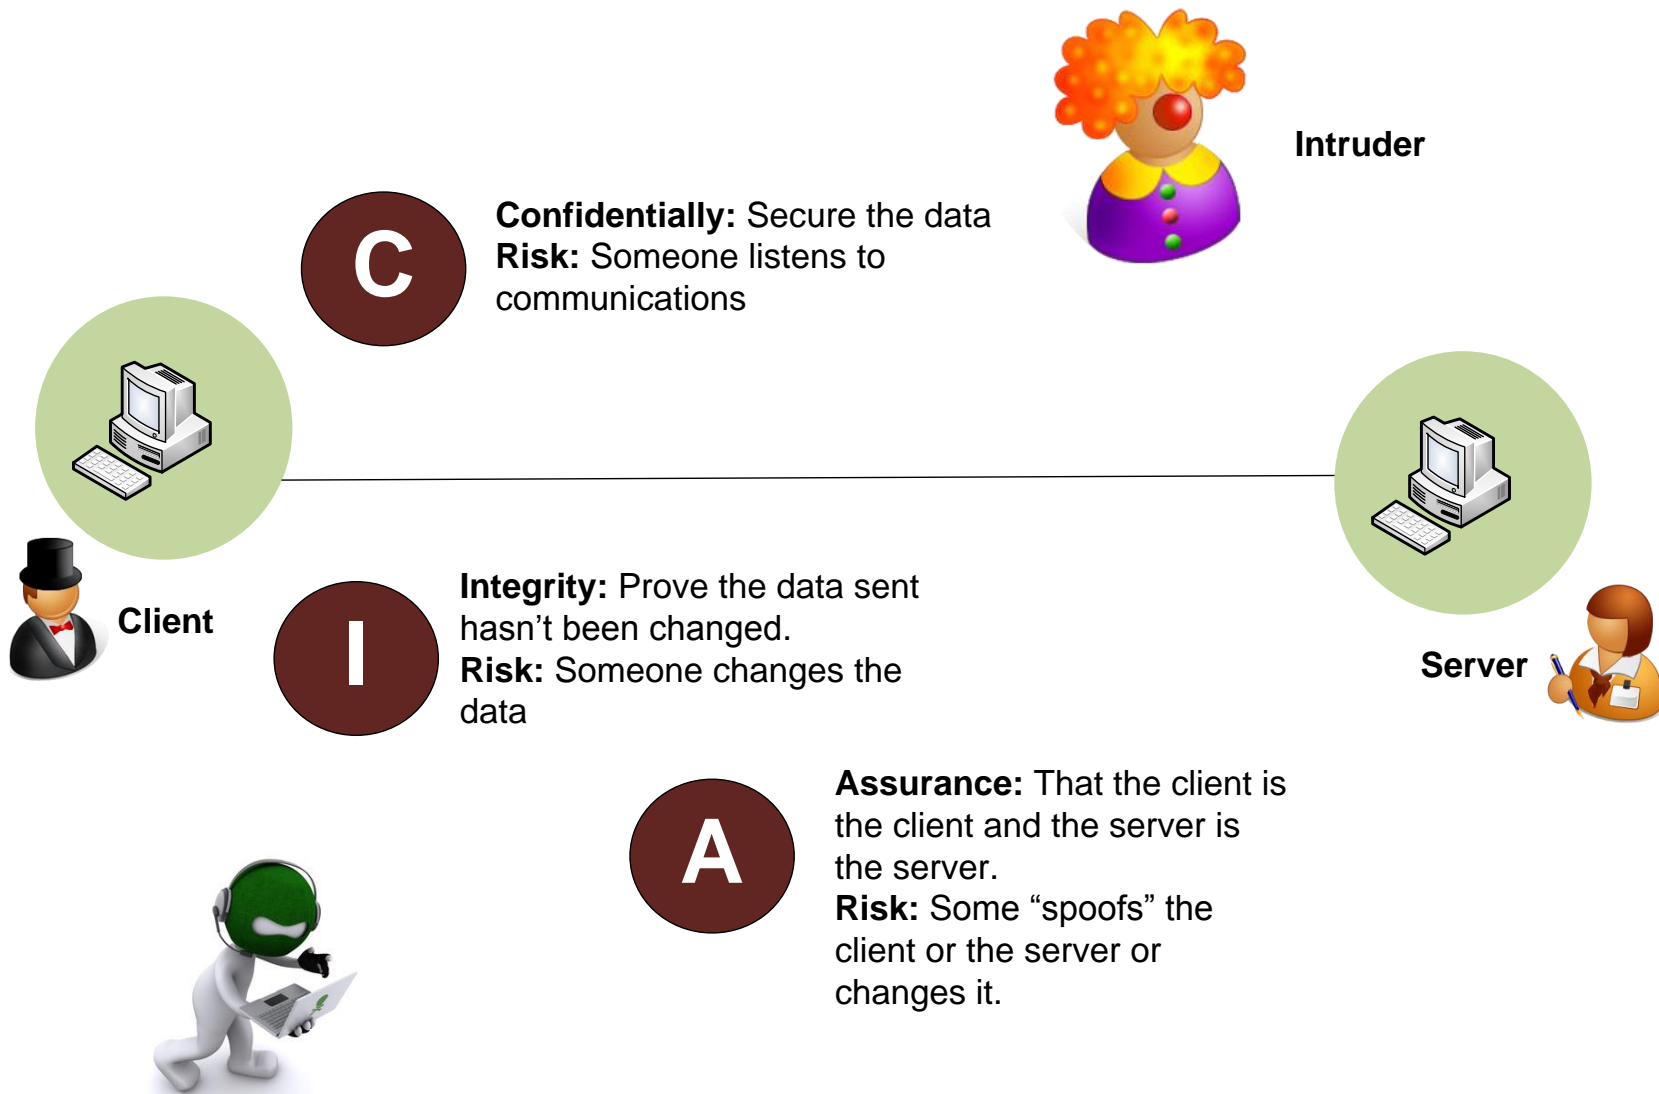 Intruder
C
Confidentially: Secure the data
Risk: Someone listens to
communications
Client
I
Integrity: Prove the data sent
hasn’t been changed.
Risk: Someone changes the
data
Server
A
Assurance: That the client is
the client and the server is
the server.
Risk: Some “spoofs” the
client or the server or
changes it.